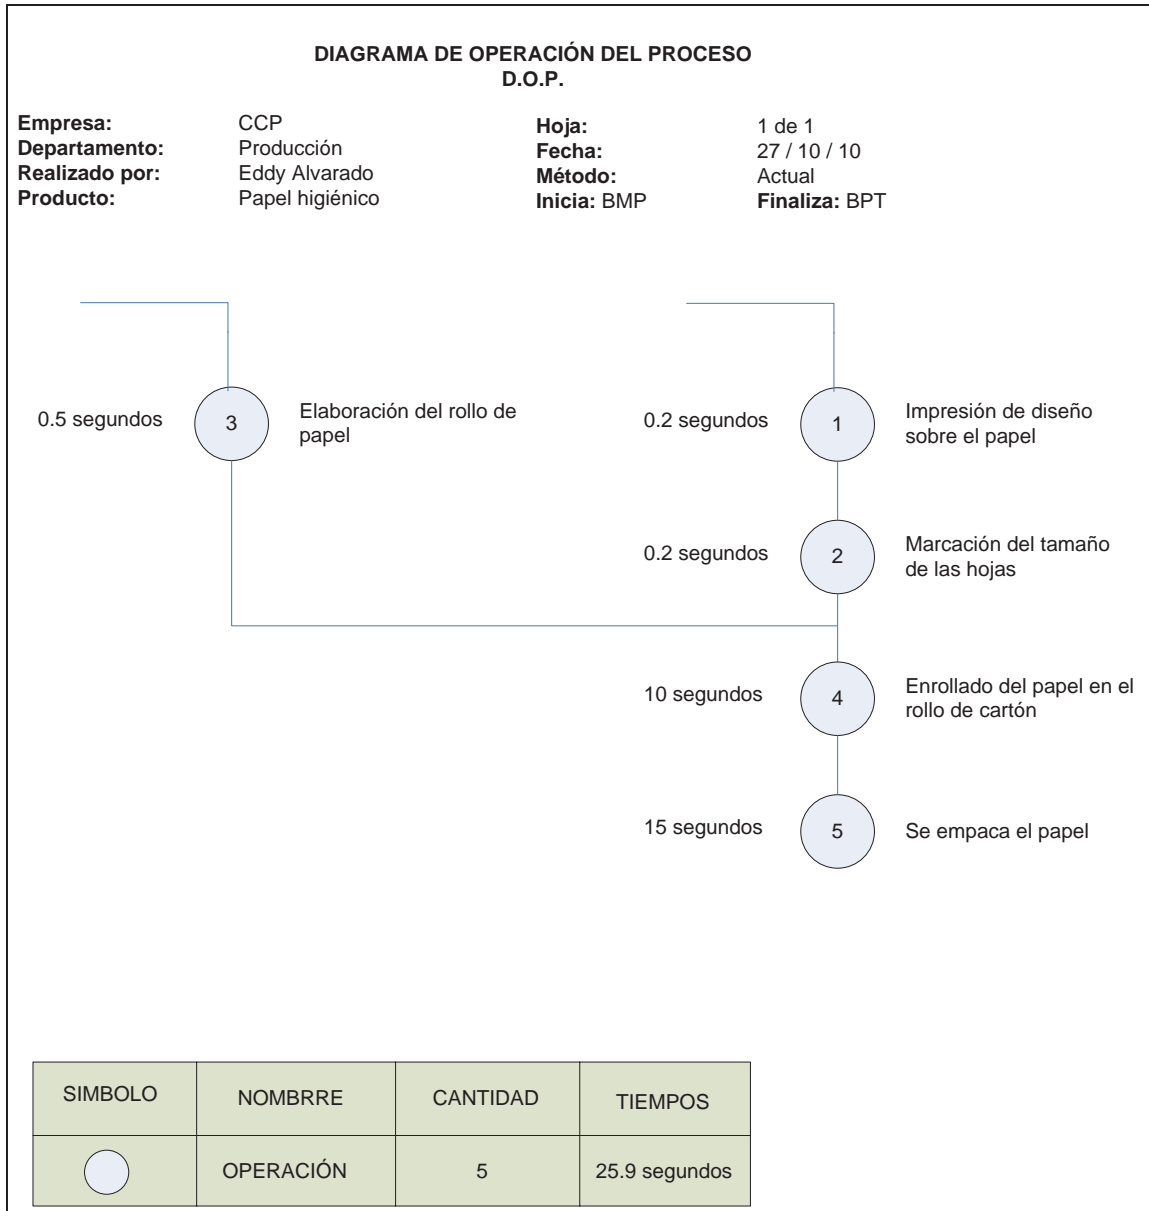 DIAGRAMA DE OPERACIÓN DEL PROCESO
D.O.P.
Empresa: CCP Hoja: 1 de 1
Departamento: Producción Fecha: 27 / 10 / 10
Realizado por: Eddy Alvarado Método: Actual
Producto: Papel higiénico Inicia: BMP Finaliza: BPT
0.5 segundos 3 Elaboración del rollo de
papel
0.2 segundos 1 Impresión de diseño
sobre el papel
0.2 segundos 2 Marcación del tamaño
de las hojas
10 segundos 4 Enrollado del papel en el
rollo de cartón
15 segundos 5 Se empaca el papel
SIMBOLO NOMBRRE CANTIDAD TIEMPOS
OPERACIÓN 5 25.9 segundos